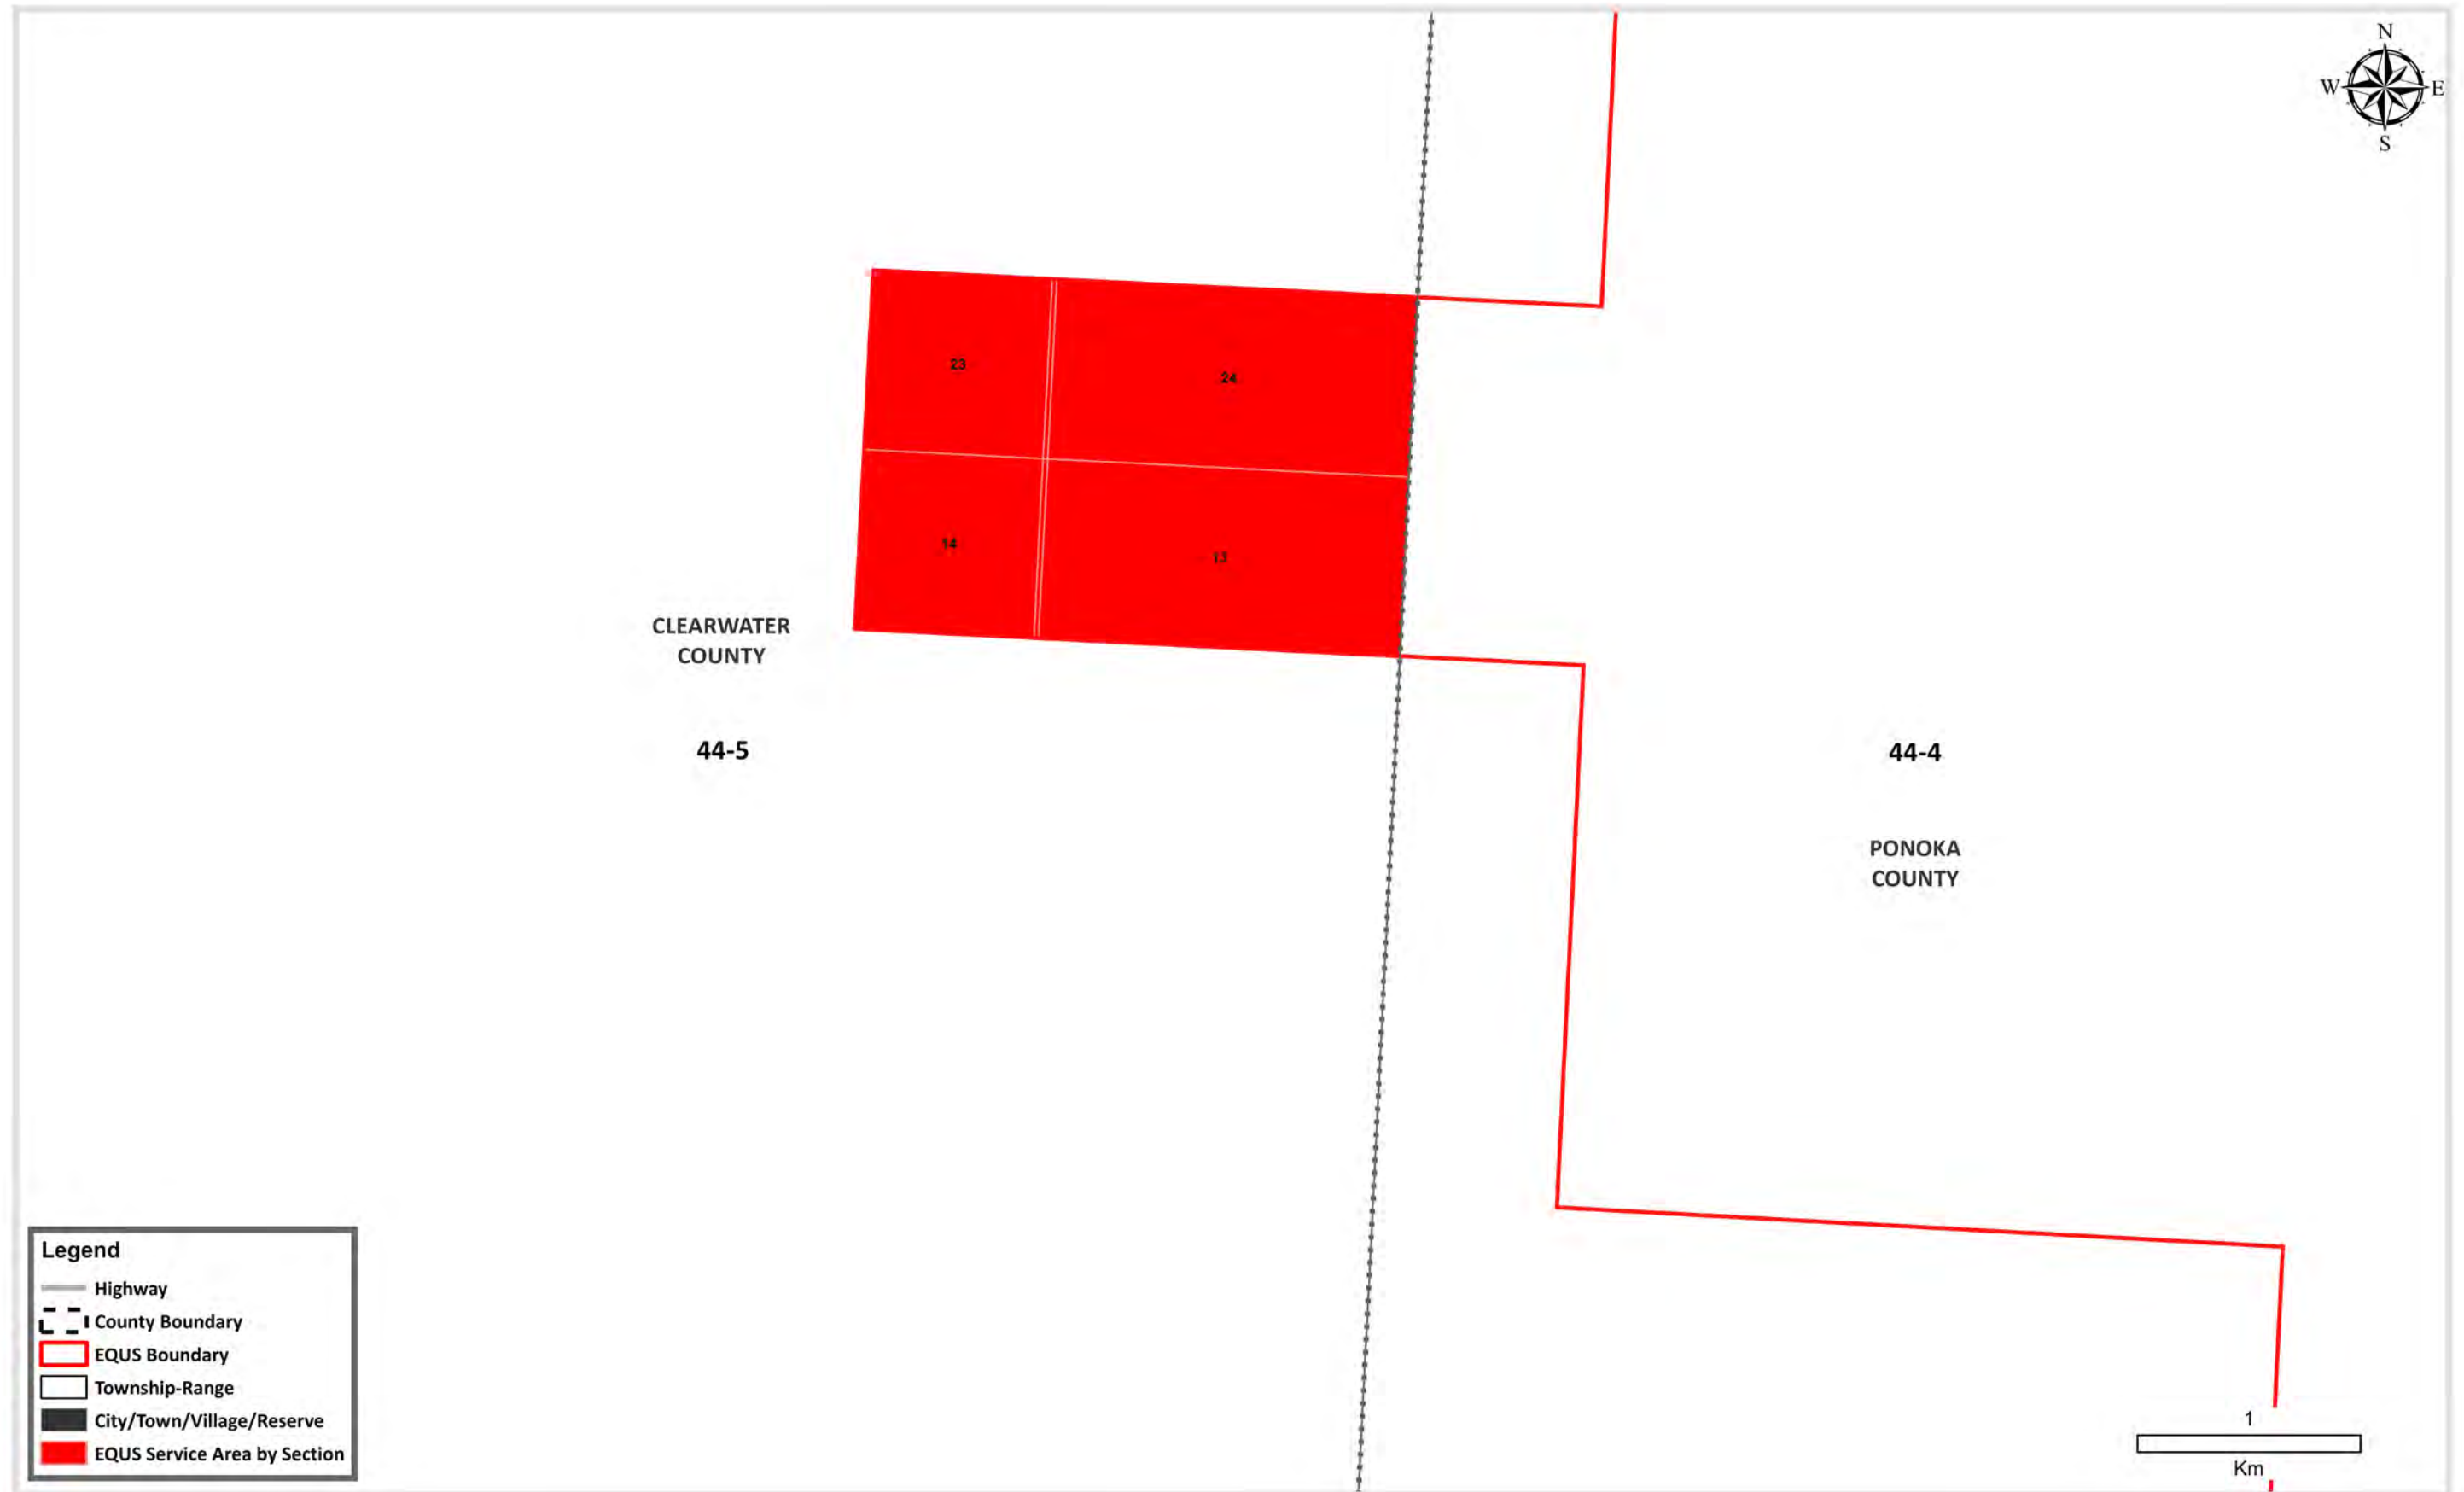 N
W E
S
23
24
14
13
CLEARWATER
COUNTY
44-5
44-4
PONOKA
COUNTY
Legend
Highway
County Boundary
EQUS Boundary
Township-Range
City/Town/Village/Reserve
EQUS Service Area by Section
1
Km